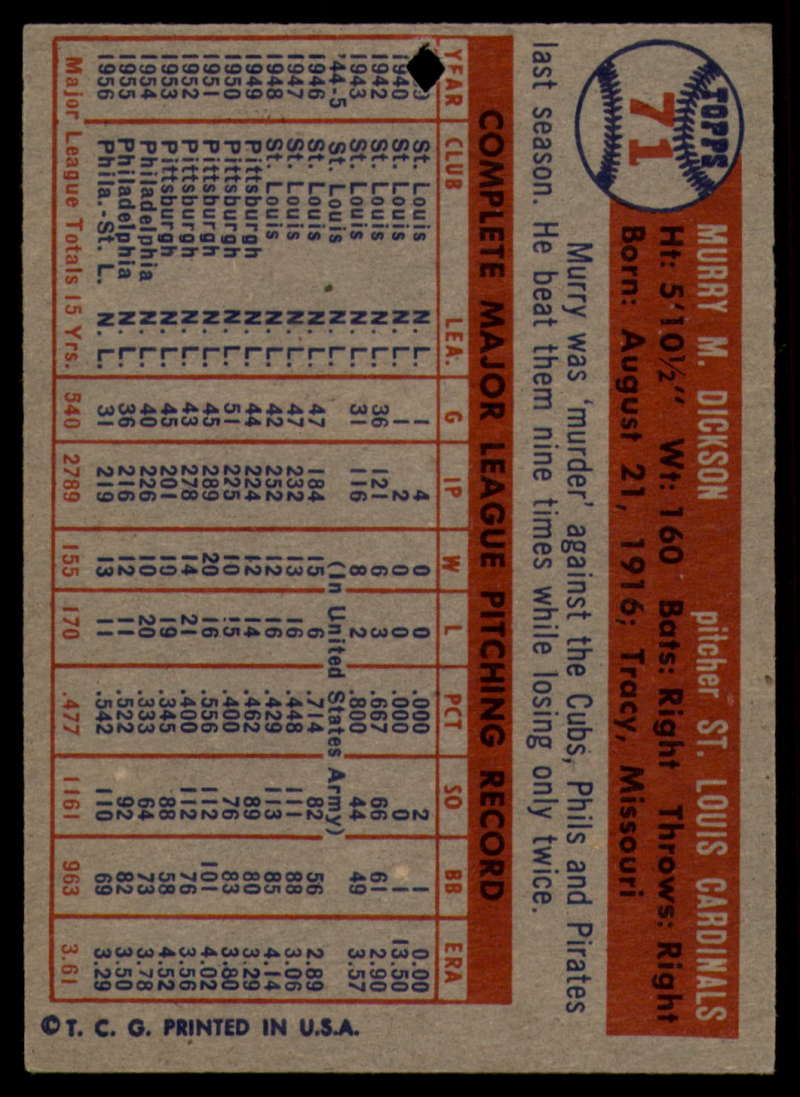 TOPPS
71
MURRY M. DICKSON pitcher ST. LOUIS CARDINALS
Ht: 5'10½" Wt: 160 Bats: Right Throws: Right
Born: August 21, 1916; Tracy, Missouri
Murry was 'murder' against the Cubs, Phils and Pirates
last season. He beat them nine times while losing only twice.
COMPLETE MAJOR LEAGUE PITCHING RECORD
YEAR CLUB LEA. G IP W L PCT SO BB ERA
St. Louis N. L. 1 4 0 0 .000 2 1 0.00
1940 St. Louis N. L. 1 2 0 0 .000 0 1 13.50
1942 St. Louis N. L. 36 121 6 3 .667 66 61 2.90
1943 St. Louis N. L. 31 116 8 2 .800 44 49 3.57
'44-5 St. Louis N. L. (In United States Army)
1946 St. Louis N. L. 47 184 15 6 .714 82 56 2.89
1947 St. Louis N. L. 47 232 13 16 .448 111 88 3.06
1948 St. Louis N. L. 42 252 12 16 .429 113 85 4.14
1949 Pittsburgh N. L. 44 224 12 14 .462 89 80 3.29
1950 Pittsburgh N. L. 51 225 10 15 .400 76 83 3.80
1951 Pittsburgh N. L. 45 289 20 16 .556 112 101 4.02
1952 Pittsburgh N. L. 43 278 14 21 .400 112 76 3.56
1953 Pittsburgh N. L. 45 201 10 19 .345 88 58 4.52
1954 Philadelphia N. L. 40 226 10 20 .333 64 73 3.78
1955 Philadelphia N. L. 36 216 12 11 .522 92 82 3.50
1956 Phila.-St. L. N. L. 31 219 13 11 .542 110 69 3.29
Major League Totals 15 Yrs. 540 2789 155 170 .477 1161 963 3.61
© T. C. G. PRINTED IN U.S.A.